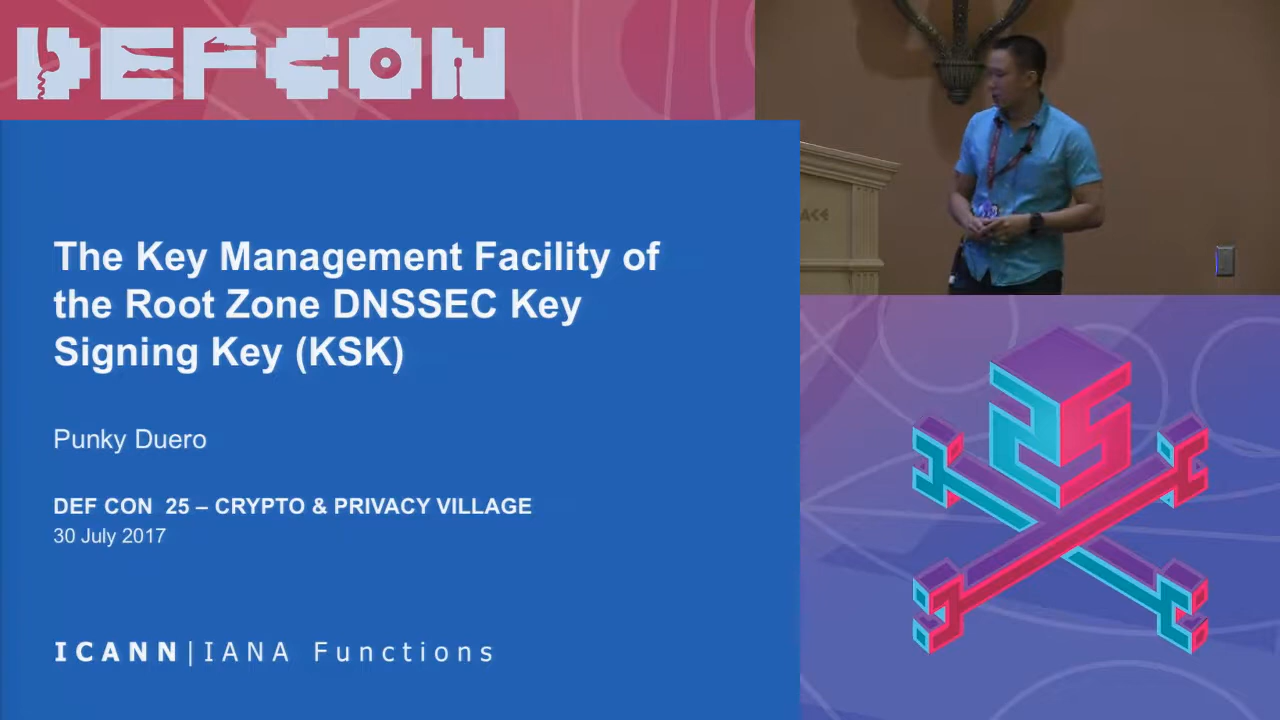 DEFCON
The Key Management Facility of
the Root Zone DNSSEC Key
Signing Key (KSK)
Punky Duero
DEF CON 25 – CRYPTO & PRIVACY VILLAGE
30 July 2017
ICANN|IANA Functions
25